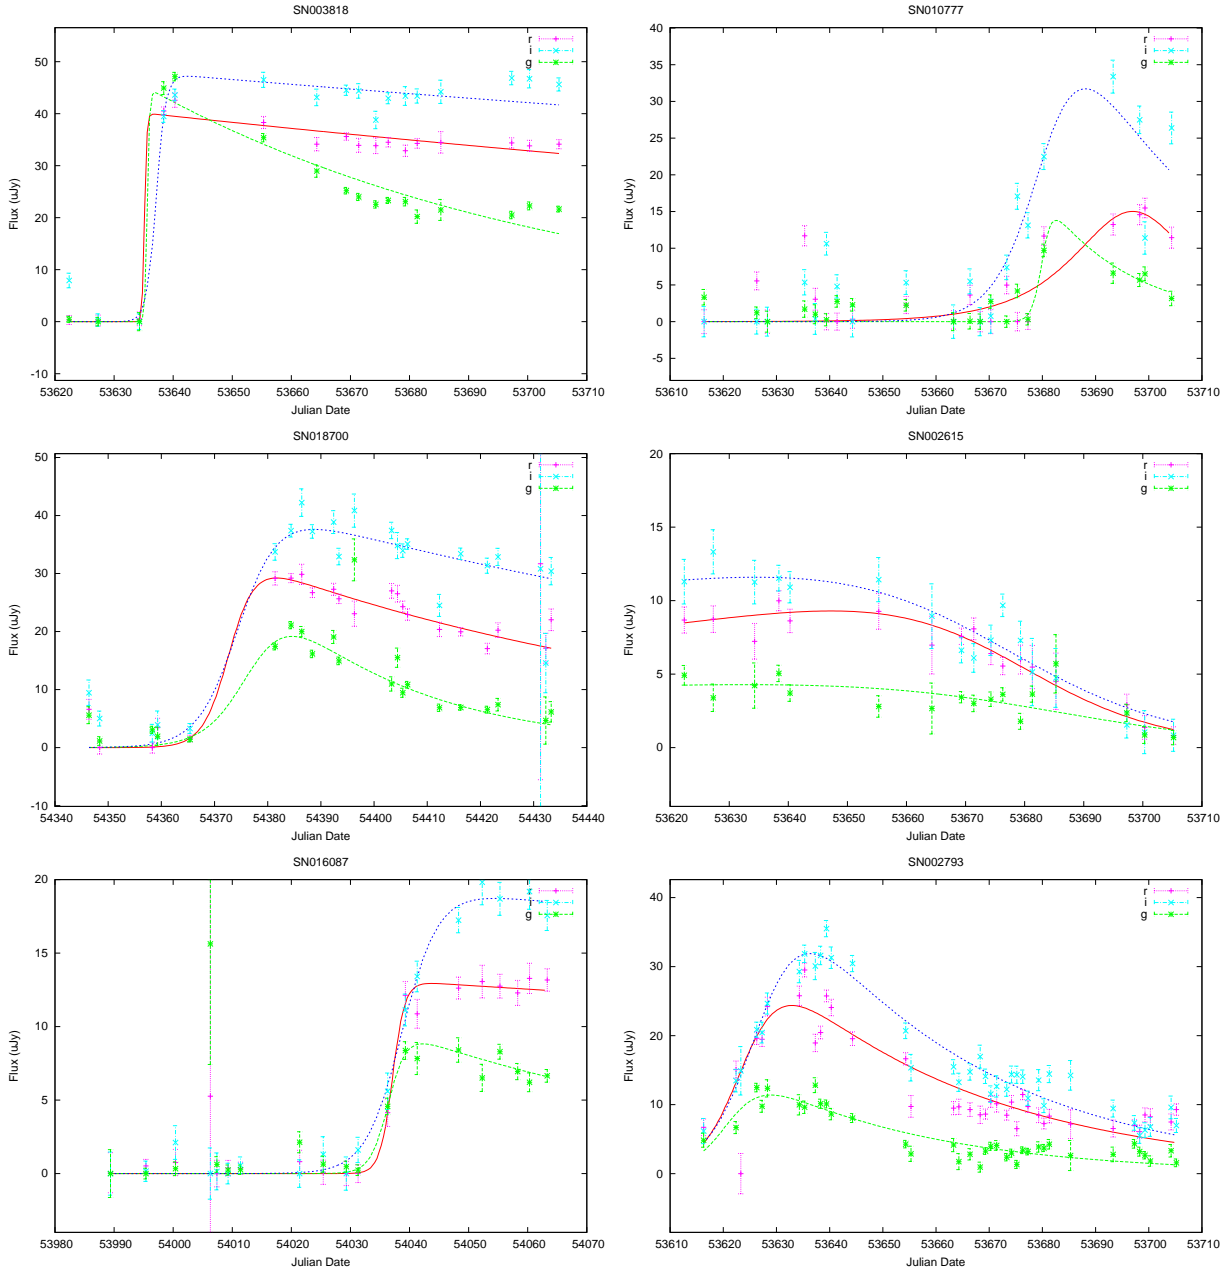 SN003818
50
40
30
20
10
0
-10
Flux (uJy)
53620 53630 53640 53650 53660 53670 53680 53690 53700 53710
Julian Date
r
i
g
SN010777
40
35
30
25
20
15
10
5
0
-5
Flux (uJy)
53610 53620 53630 53640 53650 53660 53670 53680 53690 53700 53710
Julian Date
r
i
g
SN018700
50
40
30
20
10
0
-10
Flux (uJy)
54340 54350 54360 54370 54380 54390 54400 54410 54420 54430 54440
Julian Date
r
i
g
SN002615
20
15
10
5
0
Flux (uJy)
53620 53630 53640 53650 53660 53670 53680 53690 53700 53710
Julian Date
r
i
g
SN016087
20
15
10
5
0
Flux (uJy)
53980 53990 54000 54010 54020 54030 54040 54050 54060 54070
Julian Date
r
i
g
SN002793
40
30
20
10
0
Flux (uJy)
53610 53620 53630 53640 53650 53660 53670 53680 53690 53700 53710
Julian Date
r
i
g